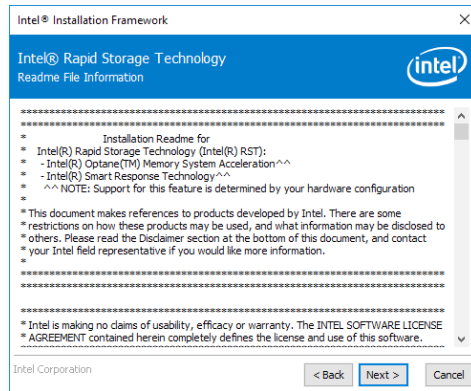 Intel® Installation Framework
Intel® Rapid Storage Technology
Readme File Information
intel
********************************************************************************
********************************************************************************
* Installation Readme for
* Intel(R) Rapid Storage Technology (Intel(R) RST):
* - Intel(R) Optane(TM) Memory System Acceleration^^
* - Intel(R) Smart Response Technology^^
* ^^ NOTE: Support for this feature is determined by your hardware configuration
*
* This document makes references to products developed by Intel. There are some
* restrictions on how these products may be used, and what information may be disclosed to
* others. Please read the Disclaimer section at the bottom of this document, and contact
* your Intel field representative if you would like more information.
*
********************************************************************************
********************************************************************************
********************************************************************************
* Intel is making no claims of usability, efficacy or warranty. The INTEL SOFTWARE LICENSE
* AGREEMENT contained herein completely defines the license and use of this software.
********************************************************************************
Intel Corporation
< Back
Next >
Cancel